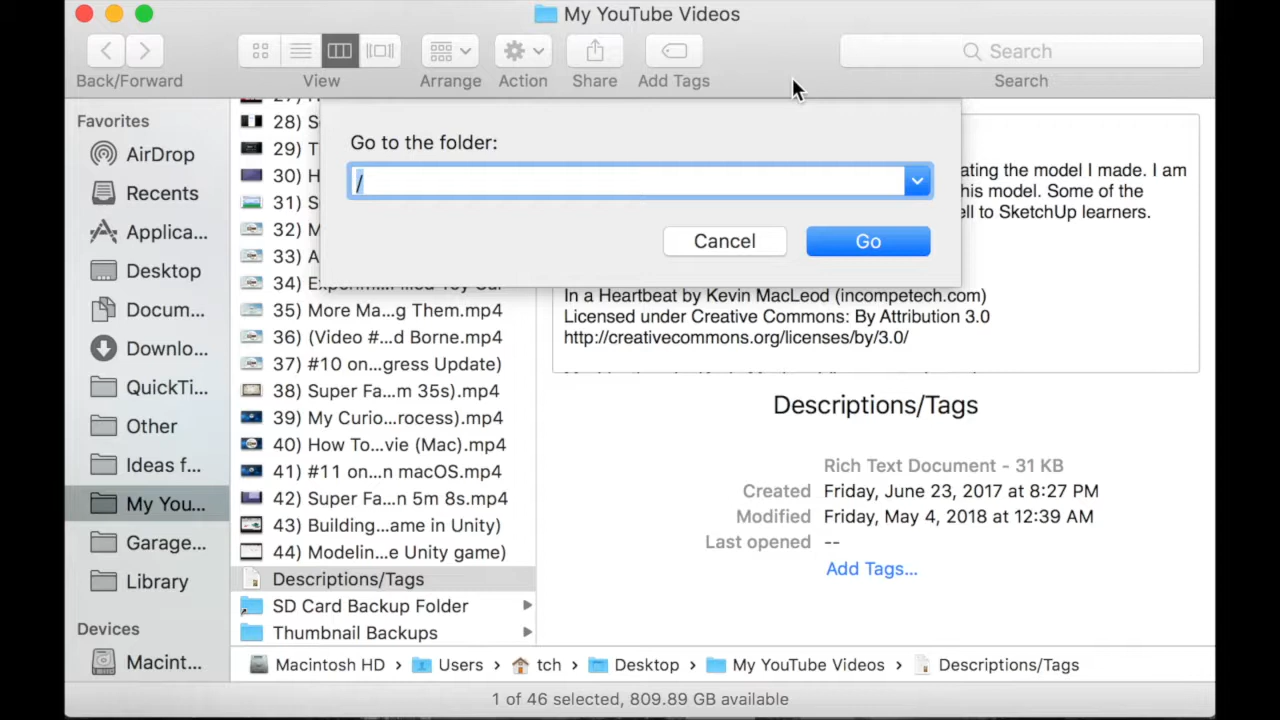 My YouTube Videos
Search
Back/Forward
View
Arrange
Action
Share
Add Tags
Search
Favorites
AirDrop
Recents
Applica...
Desktop
Docum...
Downlo...
QuickTi...
Other
Ideas f...
My You...
Garage...
Library
Devices
Macint...
28) S
29) T
30) H
31) S
32) M
33) A
35) More Ma...g Them.mp4
36) (Video #...d Borne.mp4
37) #10 on...gress Update)
38) Super Fa...m 35s).mp4
39) My Curio...rocess).mp4
40) How To...vie (Mac).mp4
41) #11 on...n macOS.mp4
42) Super Fa...n 5m 8s.mp4
43) Building...ame in Unity)
44) Modelin...e Unity game)
Descriptions/Tags
SD Card Backup Folder
Thumbnail Backups
Go to the folder:
/
Cancel
Go
ating the model I made. I am
his model. Some of the
ell to SketchUp learners.
In a Heartbeat by Kevin MacLeod (incompetech.com)
Licensed under Creative Commons: By Attribution 3.0
http://creativecommons.org/licenses/by/3.0/
Descriptions/Tags
Rich Text Document - 31 KB
Created Friday, June 23, 2017 at 8:27 PM
Modified Friday, May 4, 2018 at 12:39 AM
Last opened --
Add Tags...
Macintosh HD › Users › tch › Desktop › My YouTube Videos › Descriptions/Tags
1 of 46 selected, 809.89 GB available